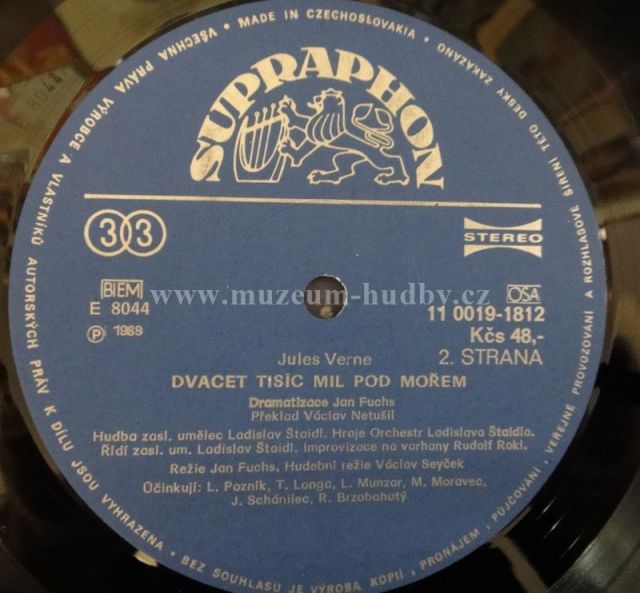 VŠECHNA PRÁVA VÝROBCE A VLASTNÍKŮ AUTORSKÝCH PRÁV K DÍLU JSOU VYHRAZENA • BEZ SOUHLASU JE VÝROBA KOPIÍ, PRONÁJEM, PŮJČOVÁNÍ, VEŘEJNÉ PROVOZOVÁNÍ A ROZHLASOVÉ ŠÍŘENÍ TÉTO DESKY ZAKÁZÁNO • MADE IN CZECHOSLOVAKIA •
SUPRAPHON
33
STEREO
BIEM
OSA
E 8044
www.muzeum-hudby.cz
11 0019-1812
Ⓟ 1988
Kčs 48,-
2. STRANA
Jules Verne
DVACET TISÍC MIL POD MOŘEM
Dramatizace Jan Fuchs
Překlad Václav Netušil
Hudba zasl. umělec Ladislav Štaidl. Hraje Orchestr Ladislava Štaidla.
Řídí zasl. um. Ladislav Štaidl. Improvizace na varhany Rudolf Rokl.
Režie Jan Fuchs. Hudební režie Václav Seyček
Účinkují: L. Pozník, T. Longa, L. Munzar, M. Moravec,
J. Schánilec, R. Brzobohatý